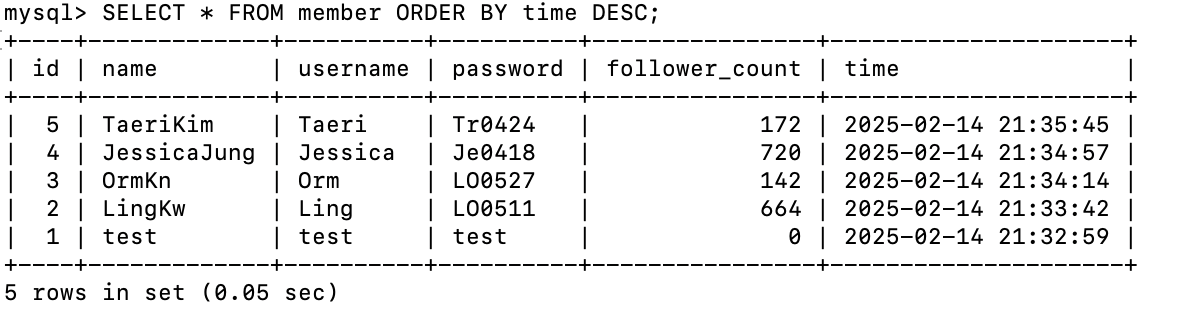 mysql> SELECT * FROM member ORDER BY time DESC;
+----+-------------+----------+----------+----------------+---------------------+
| id | name        | username | password | follower_count | time                |
+----+-------------+----------+----------+----------------+---------------------+
|  5 | TaeriKim    | Taeri    | Tr0424   |            172 | 2025-02-14 21:35:45 |
|  4 | JessicaJung | Jessica  | Je0418   |            720 | 2025-02-14 21:34:57 |
|  3 | OrmKn       | Orm      | LO0527   |            142 | 2025-02-14 21:34:14 |
|  2 | LingKw      | Ling     | LO0511   |            664 | 2025-02-14 21:33:42 |
|  1 | test        | test     | test     |              0 | 2025-02-14 21:32:59 |
+----+-------------+----------+----------+----------------+---------------------+
5 rows in set (0.05 sec)